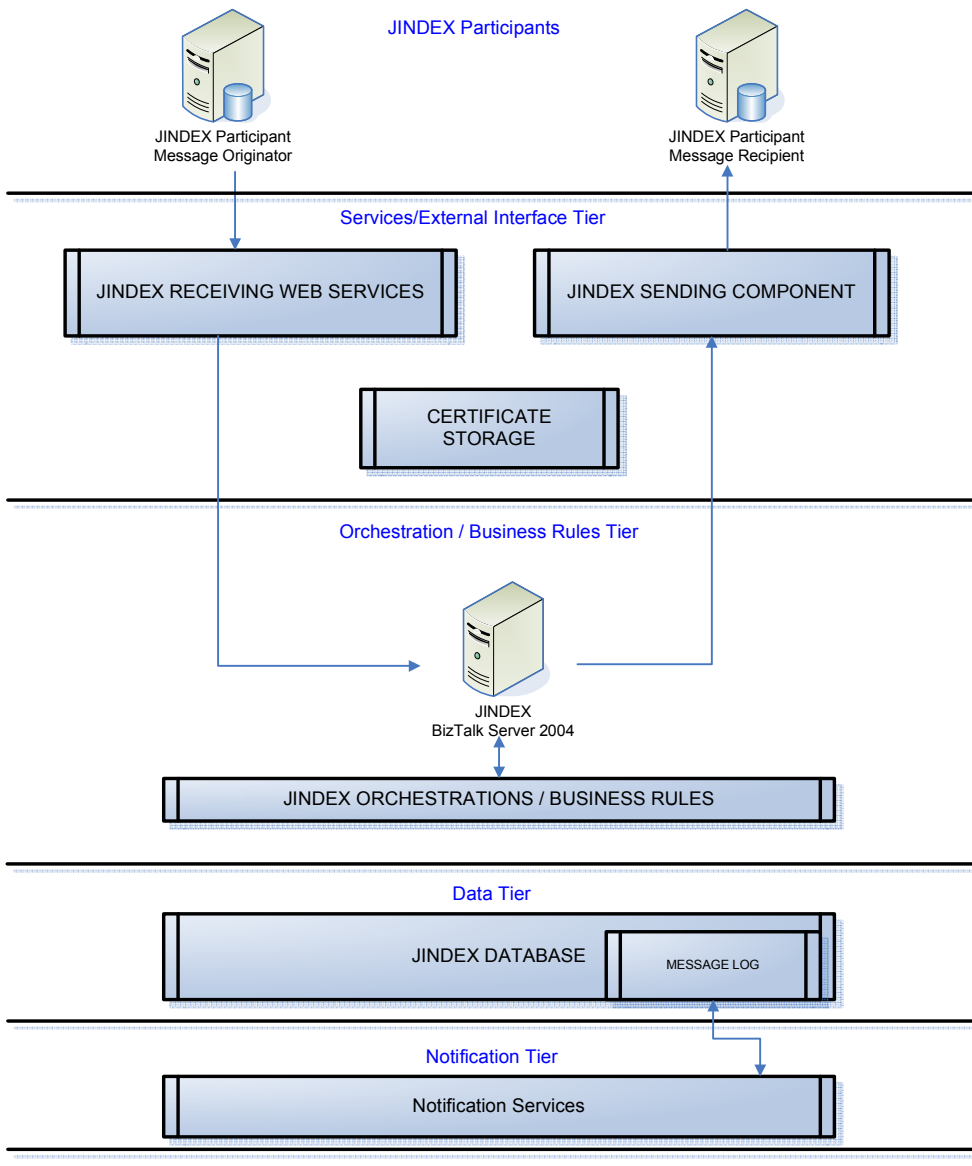 JINDEX Participants
JINDEX Participant
Message Originator
JINDEX Participant
Message Recipient
Services/External Interface Tier
JINDEX RECEIVING WEB SERVICES
JINDEX SENDING COMPONENT
CERTIFICATE
STORAGE
Orchestration / Business Rules Tier
JINDEX
BizTalk Server 2004
JINDEX ORCHESTRATIONS / BUSINESS RULES
Data Tier
JINDEX DATABASE
MESSAGE LOG
Notification Tier
Notification Services